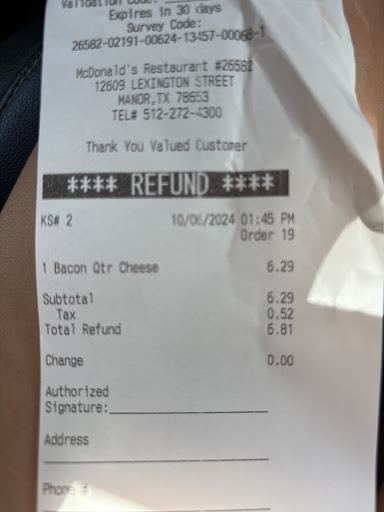 Validation Code:
Expires in 30 days
Survey Code:
26582-02191-00624-13457-00068-1
McDonald's Restaurant #26582
12609 LEXINGTON STREET
MANOR,TX 78653
TEL# 512-272-4300
Thank You Valued Customer
**** REFUND ****
KS# 2 10/06/2024 01:45 PM
Order 19
1 Bacon Qtr Cheese 6.29
Subtotal 6.29
Tax 0.52
Total Refund 6.81
Change 0.00
Authorized
Signature:
Address
Phone #